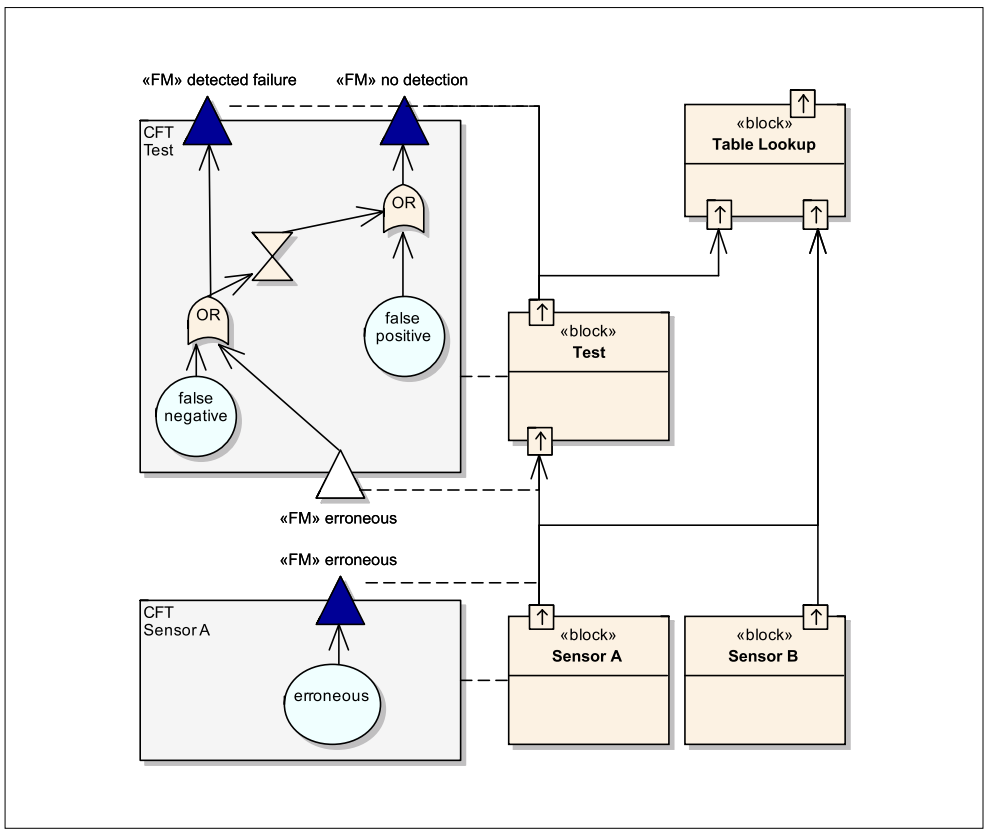 «FM» detected failure
«FM» no detection
CFT
Test
OR
OR
false
positive
false
negative
«FM» erroneous
«FM» erroneous
CFT
Sensor A
erroneous
«block»
Table Lookup
«block»
Test
«block»
Sensor A
«block»
Sensor B